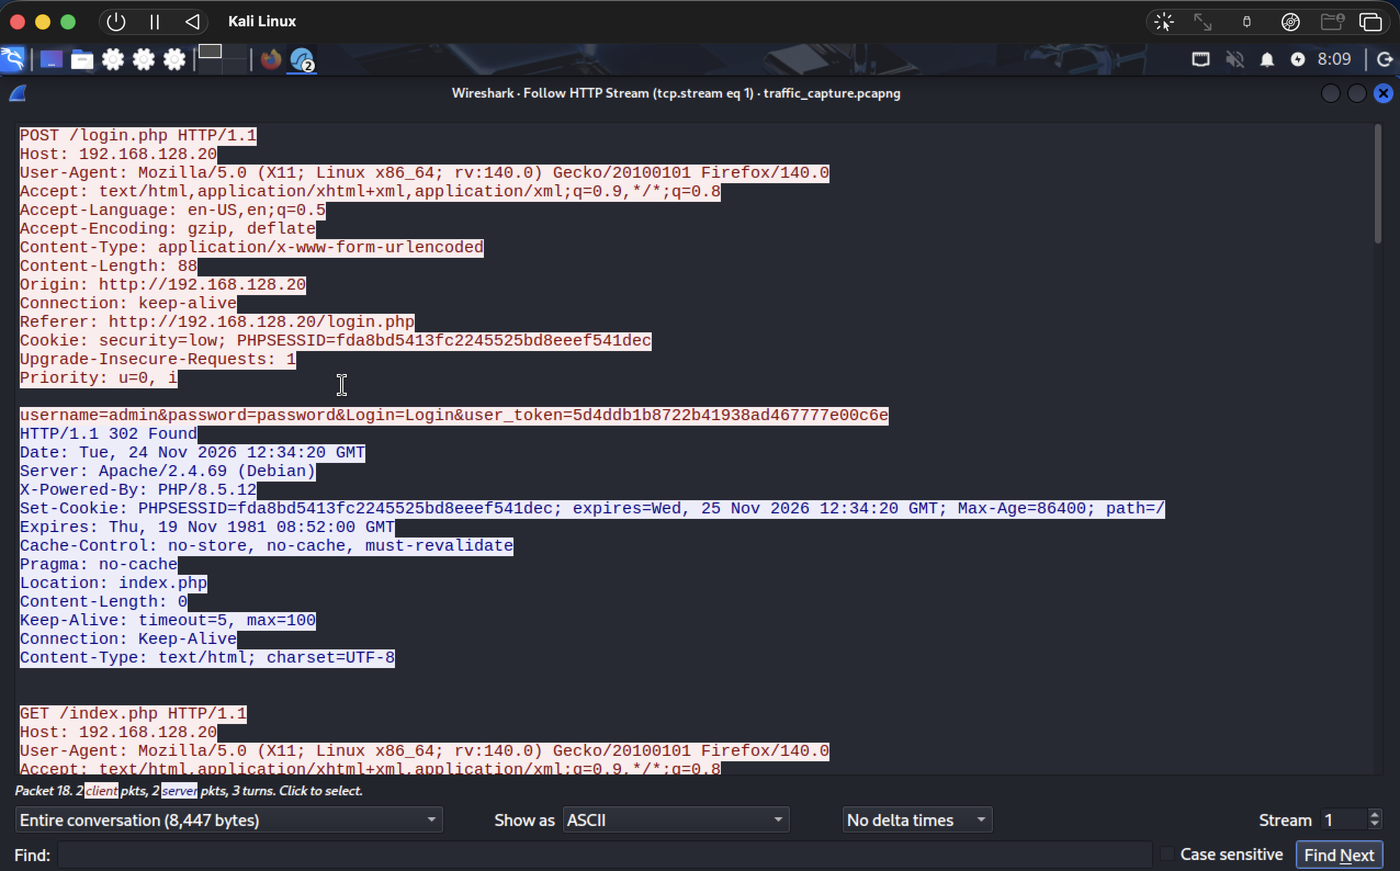 Kali Linux
2
8:09
Wireshark · Follow HTTP Stream (tcp.stream eq 1) · traffic_capture.pcapng
POST /login.php HTTP/1.1
Host: 192.168.128.20
User-Agent: Mozilla/5.0 (X11; Linux x86_64; rv:140.0) Gecko/20100101 Firefox/140.0
Accept: text/html,application/xhtml+xml,application/xml;q=0.9,*/*;q=0.8
Accept-Language: en-US,en;q=0.5
Accept-Encoding: gzip, deflate
Content-Type: application/x-www-form-urlencoded
Content-Length: 88
Origin: http://192.168.128.20
Connection: keep-alive
Referer: http://192.168.128.20/login.php
Cookie: security=low; PHPSESSID=fda8bd5413fc2245525bd8eeef541dec
Upgrade-Insecure-Requests: 1
Priority: u=0, i
username=admin&password=password&Login=Login&user_token=5d4ddb1b8722b41938ad467777e00c6e
HTTP/1.1 302 Found
Date: Tue, 24 Nov 2026 12:34:20 GMT
Server: Apache/2.4.69 (Debian)
X-Powered-By: PHP/8.5.12
Set-Cookie: PHPSESSID=fda8bd5413fc2245525bd8eeef541dec; expires=Wed, 25 Nov 2026 12:34:20 GMT; Max-Age=86400; path=/
Expires: Thu, 19 Nov 1981 08:52:00 GMT
Cache-Control: no-store, no-cache, must-revalidate
Pragma: no-cache
Location: index.php
Content-Length: 0
Keep-Alive: timeout=5, max=100
Connection: Keep-Alive
Content-Type: text/html; charset=UTF-8
GET /index.php HTTP/1.1
Host: 192.168.128.20
User-Agent: Mozilla/5.0 (X11; Linux x86_64; rv:140.0) Gecko/20100101 Firefox/140.0
Accept: text/html,application/xhtml+xml,application/xml;q=0.9,*/*;q=0.8
Packet 18. 2 client pkts, 2 server pkts, 3 turns. Click to select.
Entire conversation (8,447 bytes) Show as ASCII No delta times Stream 1
Find: Case sensitive Find Next